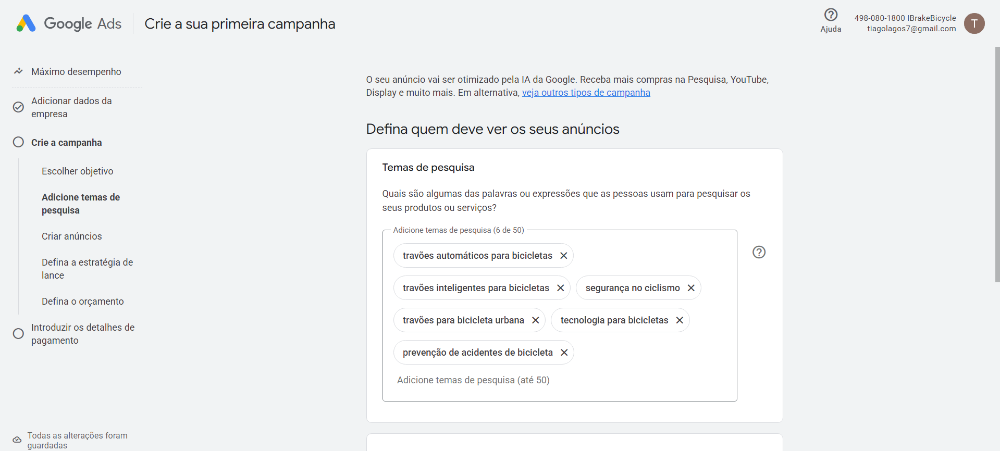 Google Ads
Crie a sua primeira campanha
Ajuda
498-080-1800 IBrakeBicycle
tiagolagos7@gmail.com
T
Máximo desempenho
Adicionar dados da
empresa
Crie a campanha
Escolher objetivo
Adicione temas de
pesquisa
Criar anúncios
Defina a estratégia de
lance
Defina o orçamento
Introduzir os detalhes de
pagamento
Todas as alterações foram
guardadas
O seu anúncio vai ser otimizado pela IA da Google. Receba mais compras na Pesquisa, YouTube,
Display e muito mais. Em alternativa, veja outros tipos de campanha
Defina quem deve ver os seus anúncios
Temas de pesquisa
Quais são algumas das palavras ou expressões que as pessoas usam para pesquisar os
seus produtos ou serviços?
Adicione temas de pesquisa (6 de 50)
travões automáticos para bicicletas
travões inteligentes para bicicletas
segurança no ciclismo
travões para bicicleta urbana
tecnologia para bicicletas
prevenção de acidentes de bicicleta
Adicione temas de pesquisa (até 50)